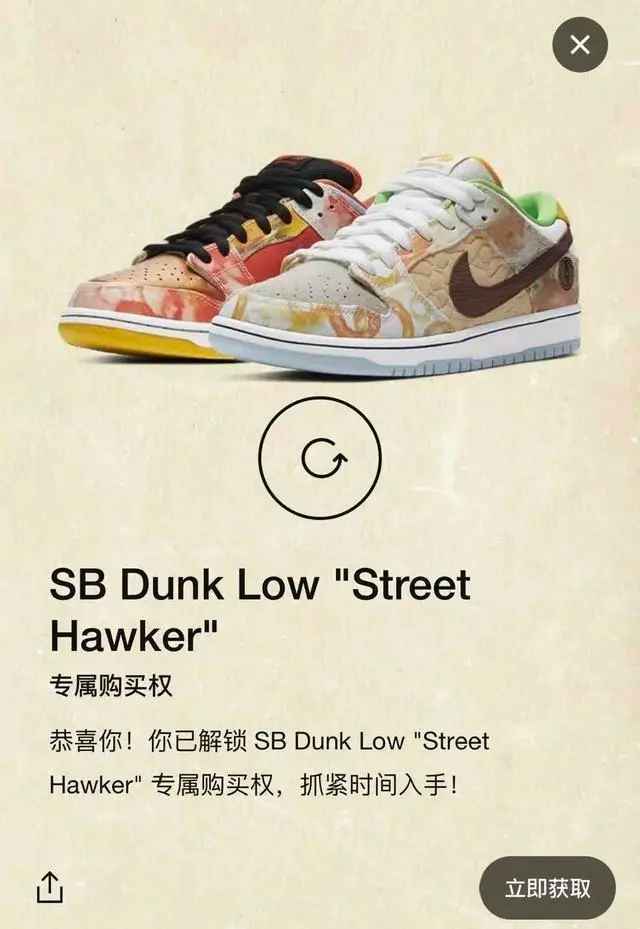 SB Dunk Low "Street
Hawker"
专属购买权
恭喜你！你已解锁 SB Dunk Low "Street
Hawker" 专属购买权，抓紧时间入手！
立即获取